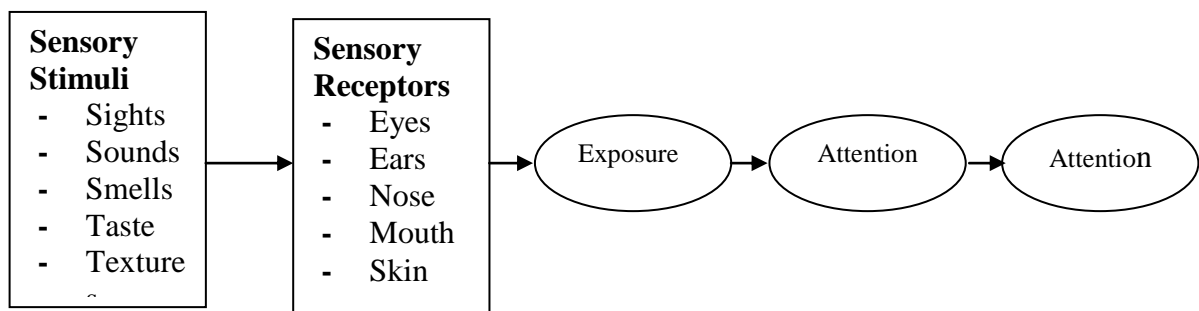 Sensory
Stimuli
- Sights
- Sounds
- Smells
- Taste
- Texture
Sensory
Receptors
- Eyes
- Ears
- Nose
- Mouth
- Skin
Exposure
Attention
Attention